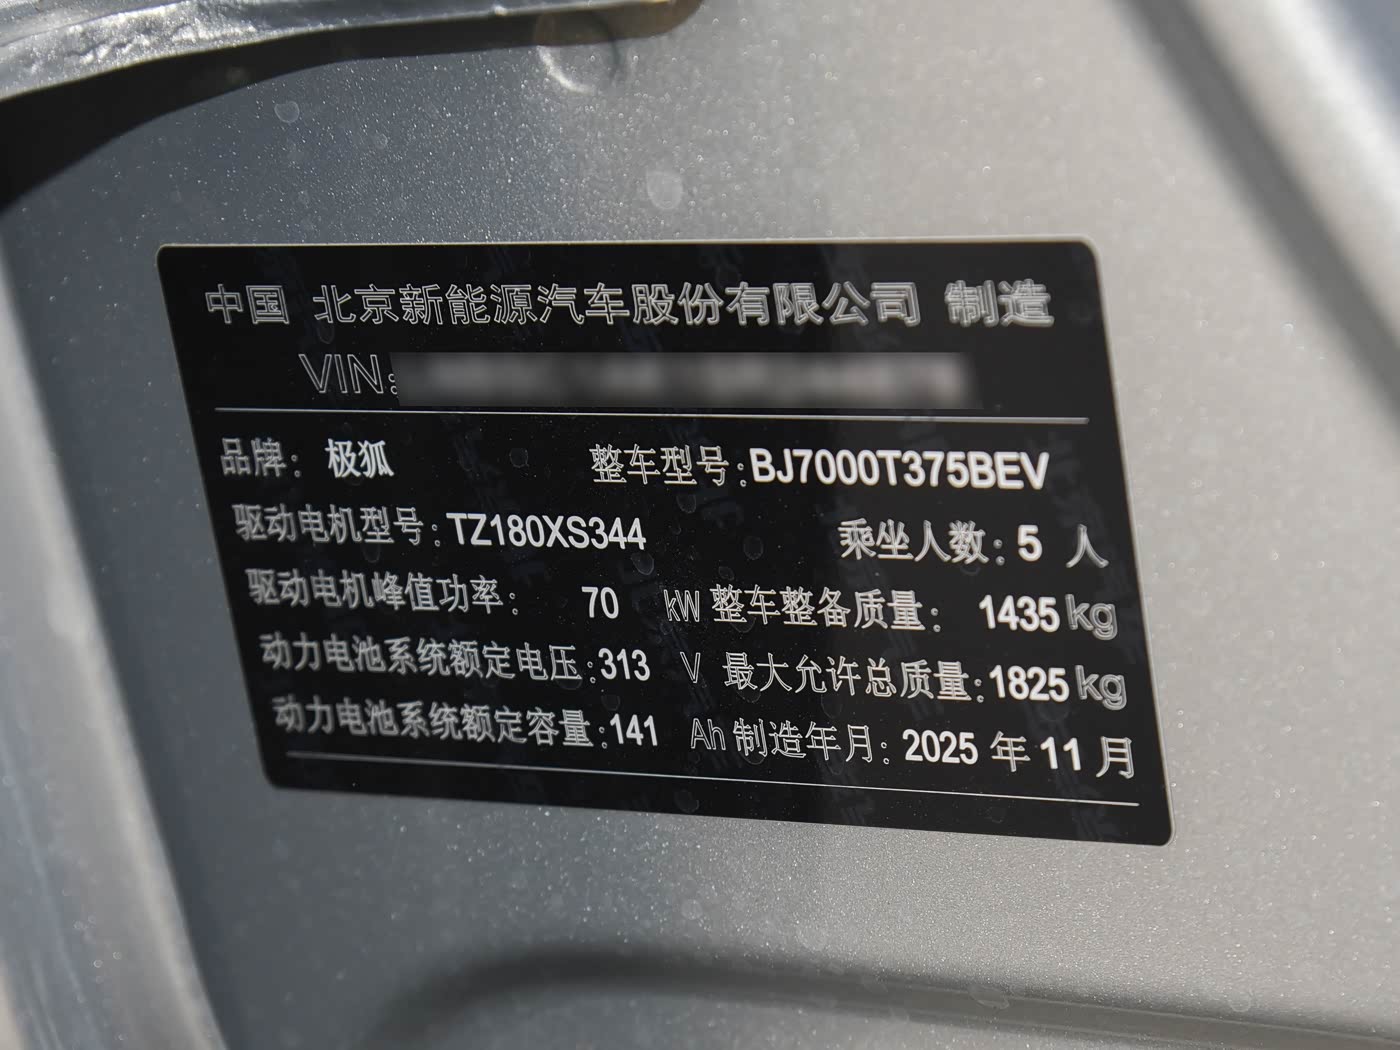 中国 北京新能源汽车股份有限公司 制造
VIN:
品牌: 极狐 整车型号:BJ7000T375BEV
驱动电机型号:TZ180XS344 乘坐人数:5 人
驱动电机峰值功率: 70 kW 整车整备质量: 1435kg
动力电池系统额定电压:313 V 最大允许总质量:1825kg
动力电池系统额定容量:141 Ah 制造年月:2025 年 11 月